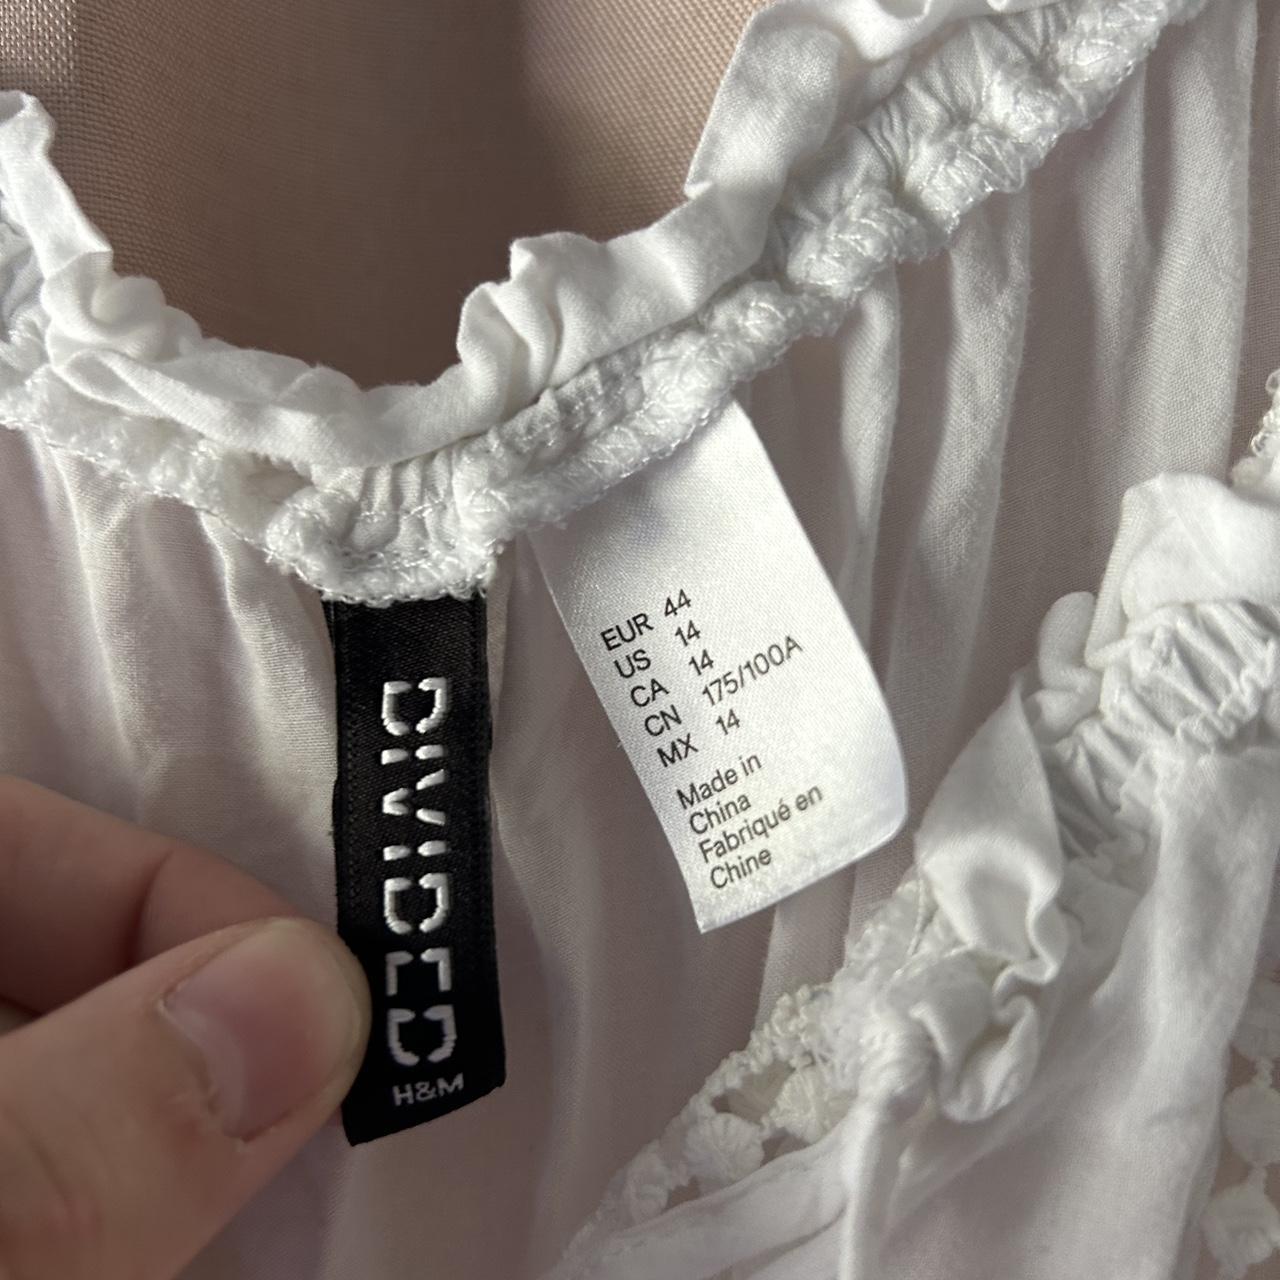 DIVIDED
H&M
EUR 44
US 14
CA 14
CN 175/100A
MX 14
Made in
China
Fabriqué en
Chine